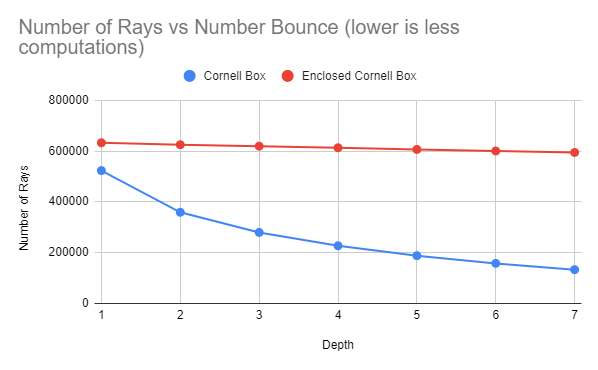 Number of Rays vs Number Bounce (lower is less
computations)
Cornell Box
Enclosed Cornell Box
800000
600000
400000
200000
0
Number of Rays
1 2 3 4 5 6 7
Depth